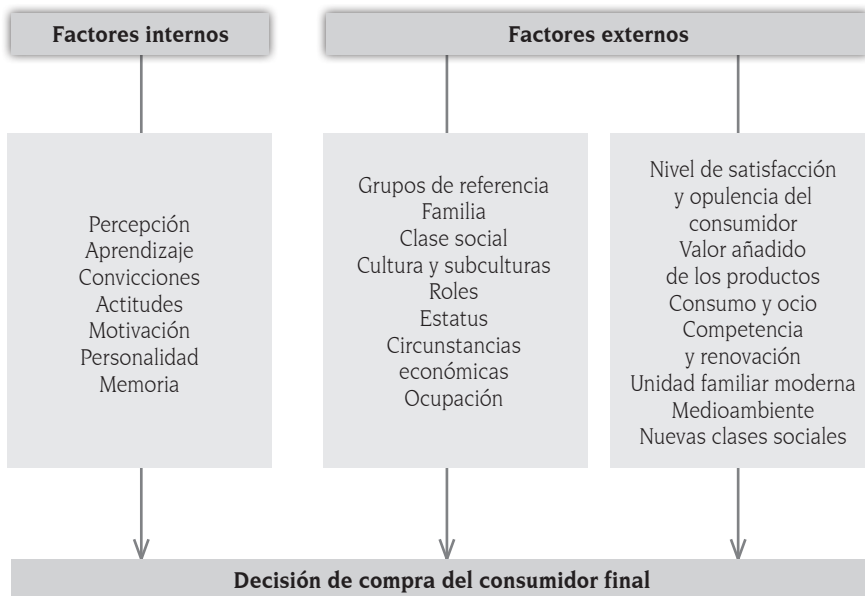 Factores internos
Factores externos
Percepción
Aprendizaje
Convicciones
Actitudes
Motivación
Personalidad
Memoria
Grupos de referencia
Familia
Clase social
Cultura y subculturas
Roles
Estatus
Circunstancias
económicas
Ocupación
Nivel de satisfacción
y opulencia del
consumidor
Valor añadido
de los productos
Consumo y ocio
Competencia
y renovación
Unidad familiar moderna
Medioambiente
Nuevas clases sociales
Decisión de compra del consumidor final